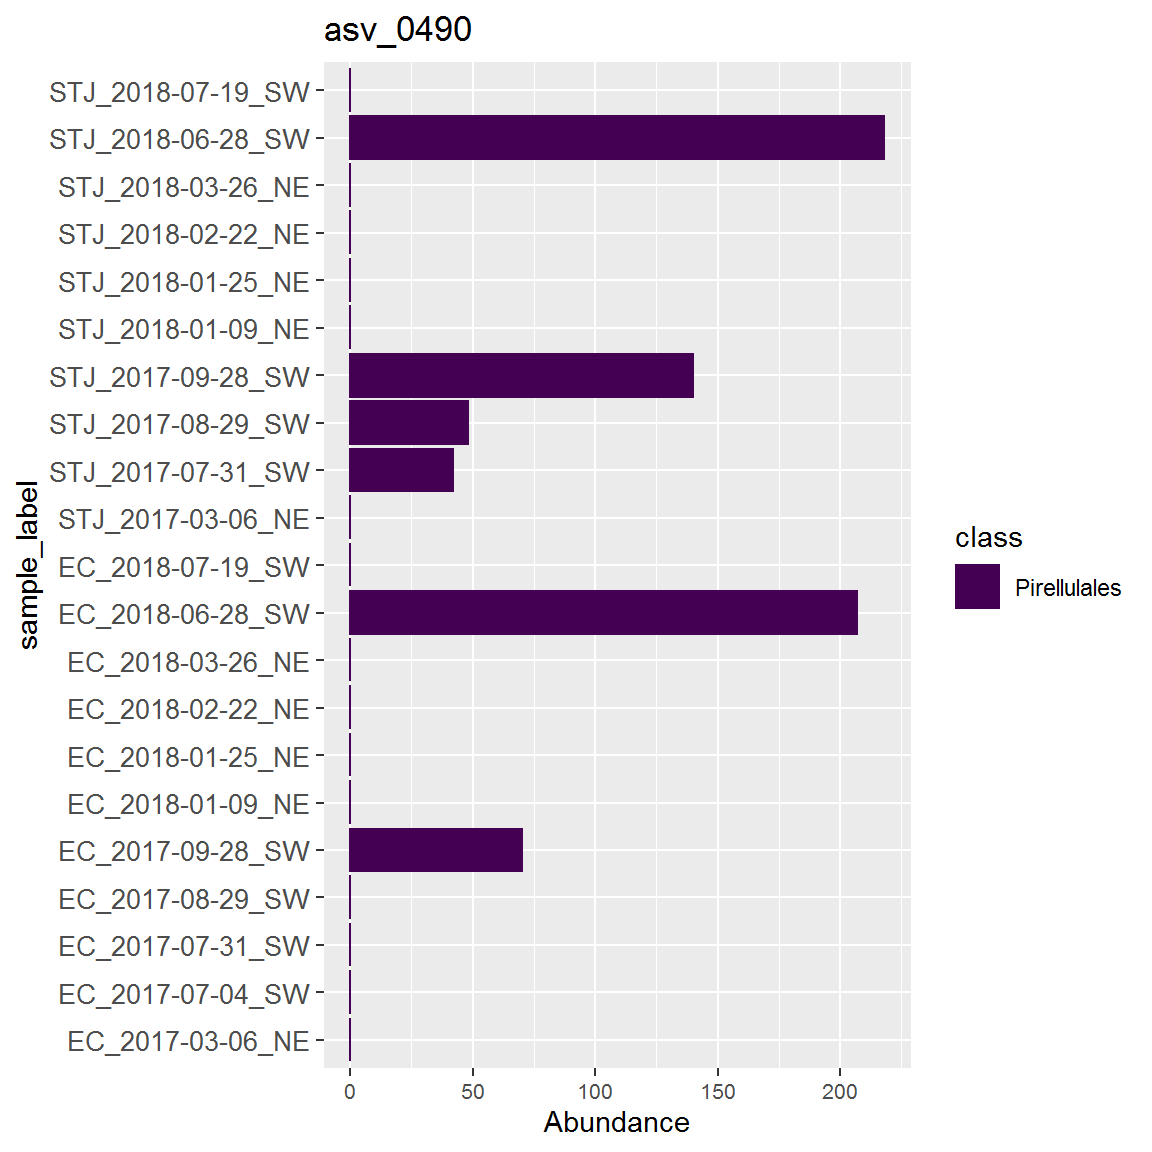 asv_0490
STJ_2018-07-19_SW
STJ_2018-06-28_SW
STJ_2018-03-26_NE
STJ_2018-02-22_NE
STJ_2018-01-25_NE
STJ_2018-01-09_NE
STJ_2017-09-28_SW
STJ_2017-08-29_SW
STJ_2017-07-31_SW
STJ_2017-03-06_NE
EC_2018-07-19_SW
EC_2018-06-28_SW
EC_2018-03-26_NE
EC_2018-02-22_NE
EC_2018-01-25_NE
EC_2018-01-09_NE
EC_2017-09-28_SW
EC_2017-08-29_SW
EC_2017-07-31_SW
EC_2017-07-04_SW
EC_2017-03-06_NE
sample_label
0 50 100 150 200
Abundance
class
Pirellulales